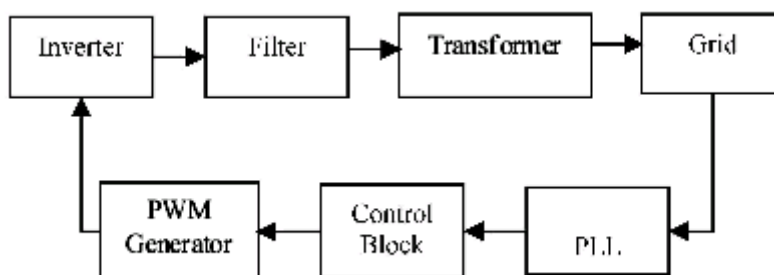 Inverter
Filter
Transformer
Grid
PWM
Generator
Control
Block
PLL